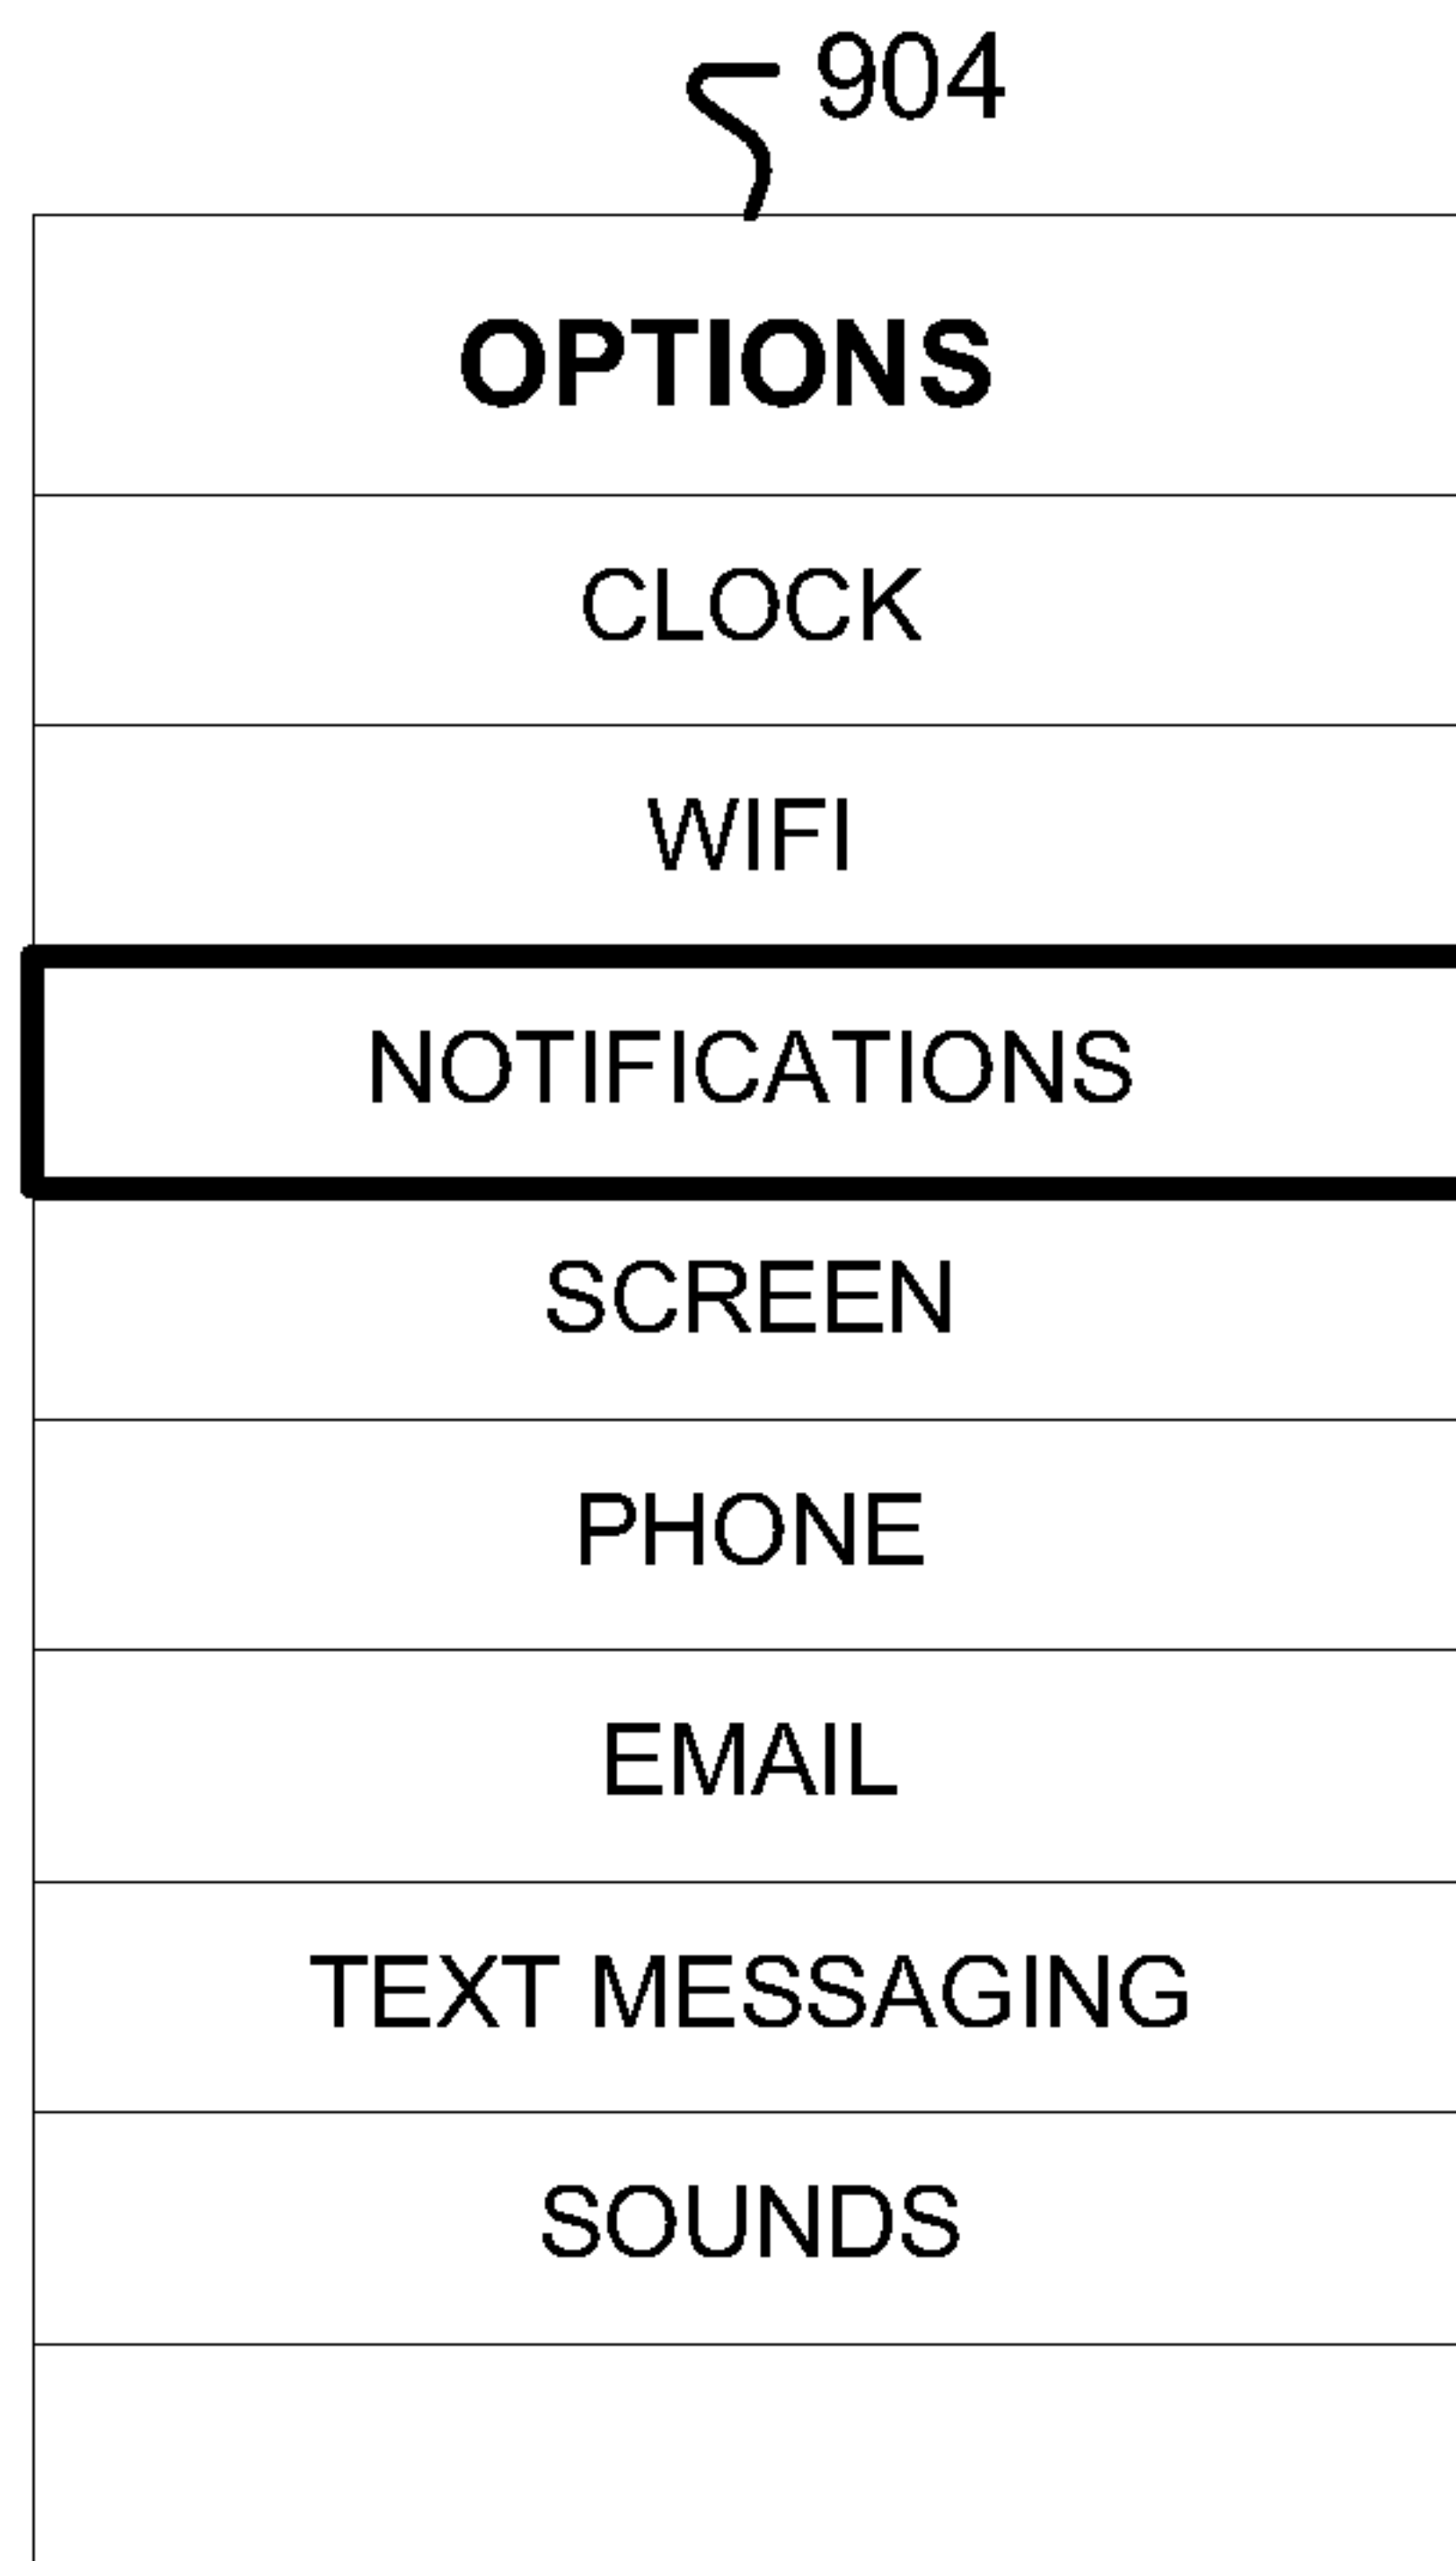 904
OPTIONS
CLOCK
WIFI
NOTIFICATIONS
SCREEN
PHONE
EMAIL
TEXT MESSAGING
SOUNDS